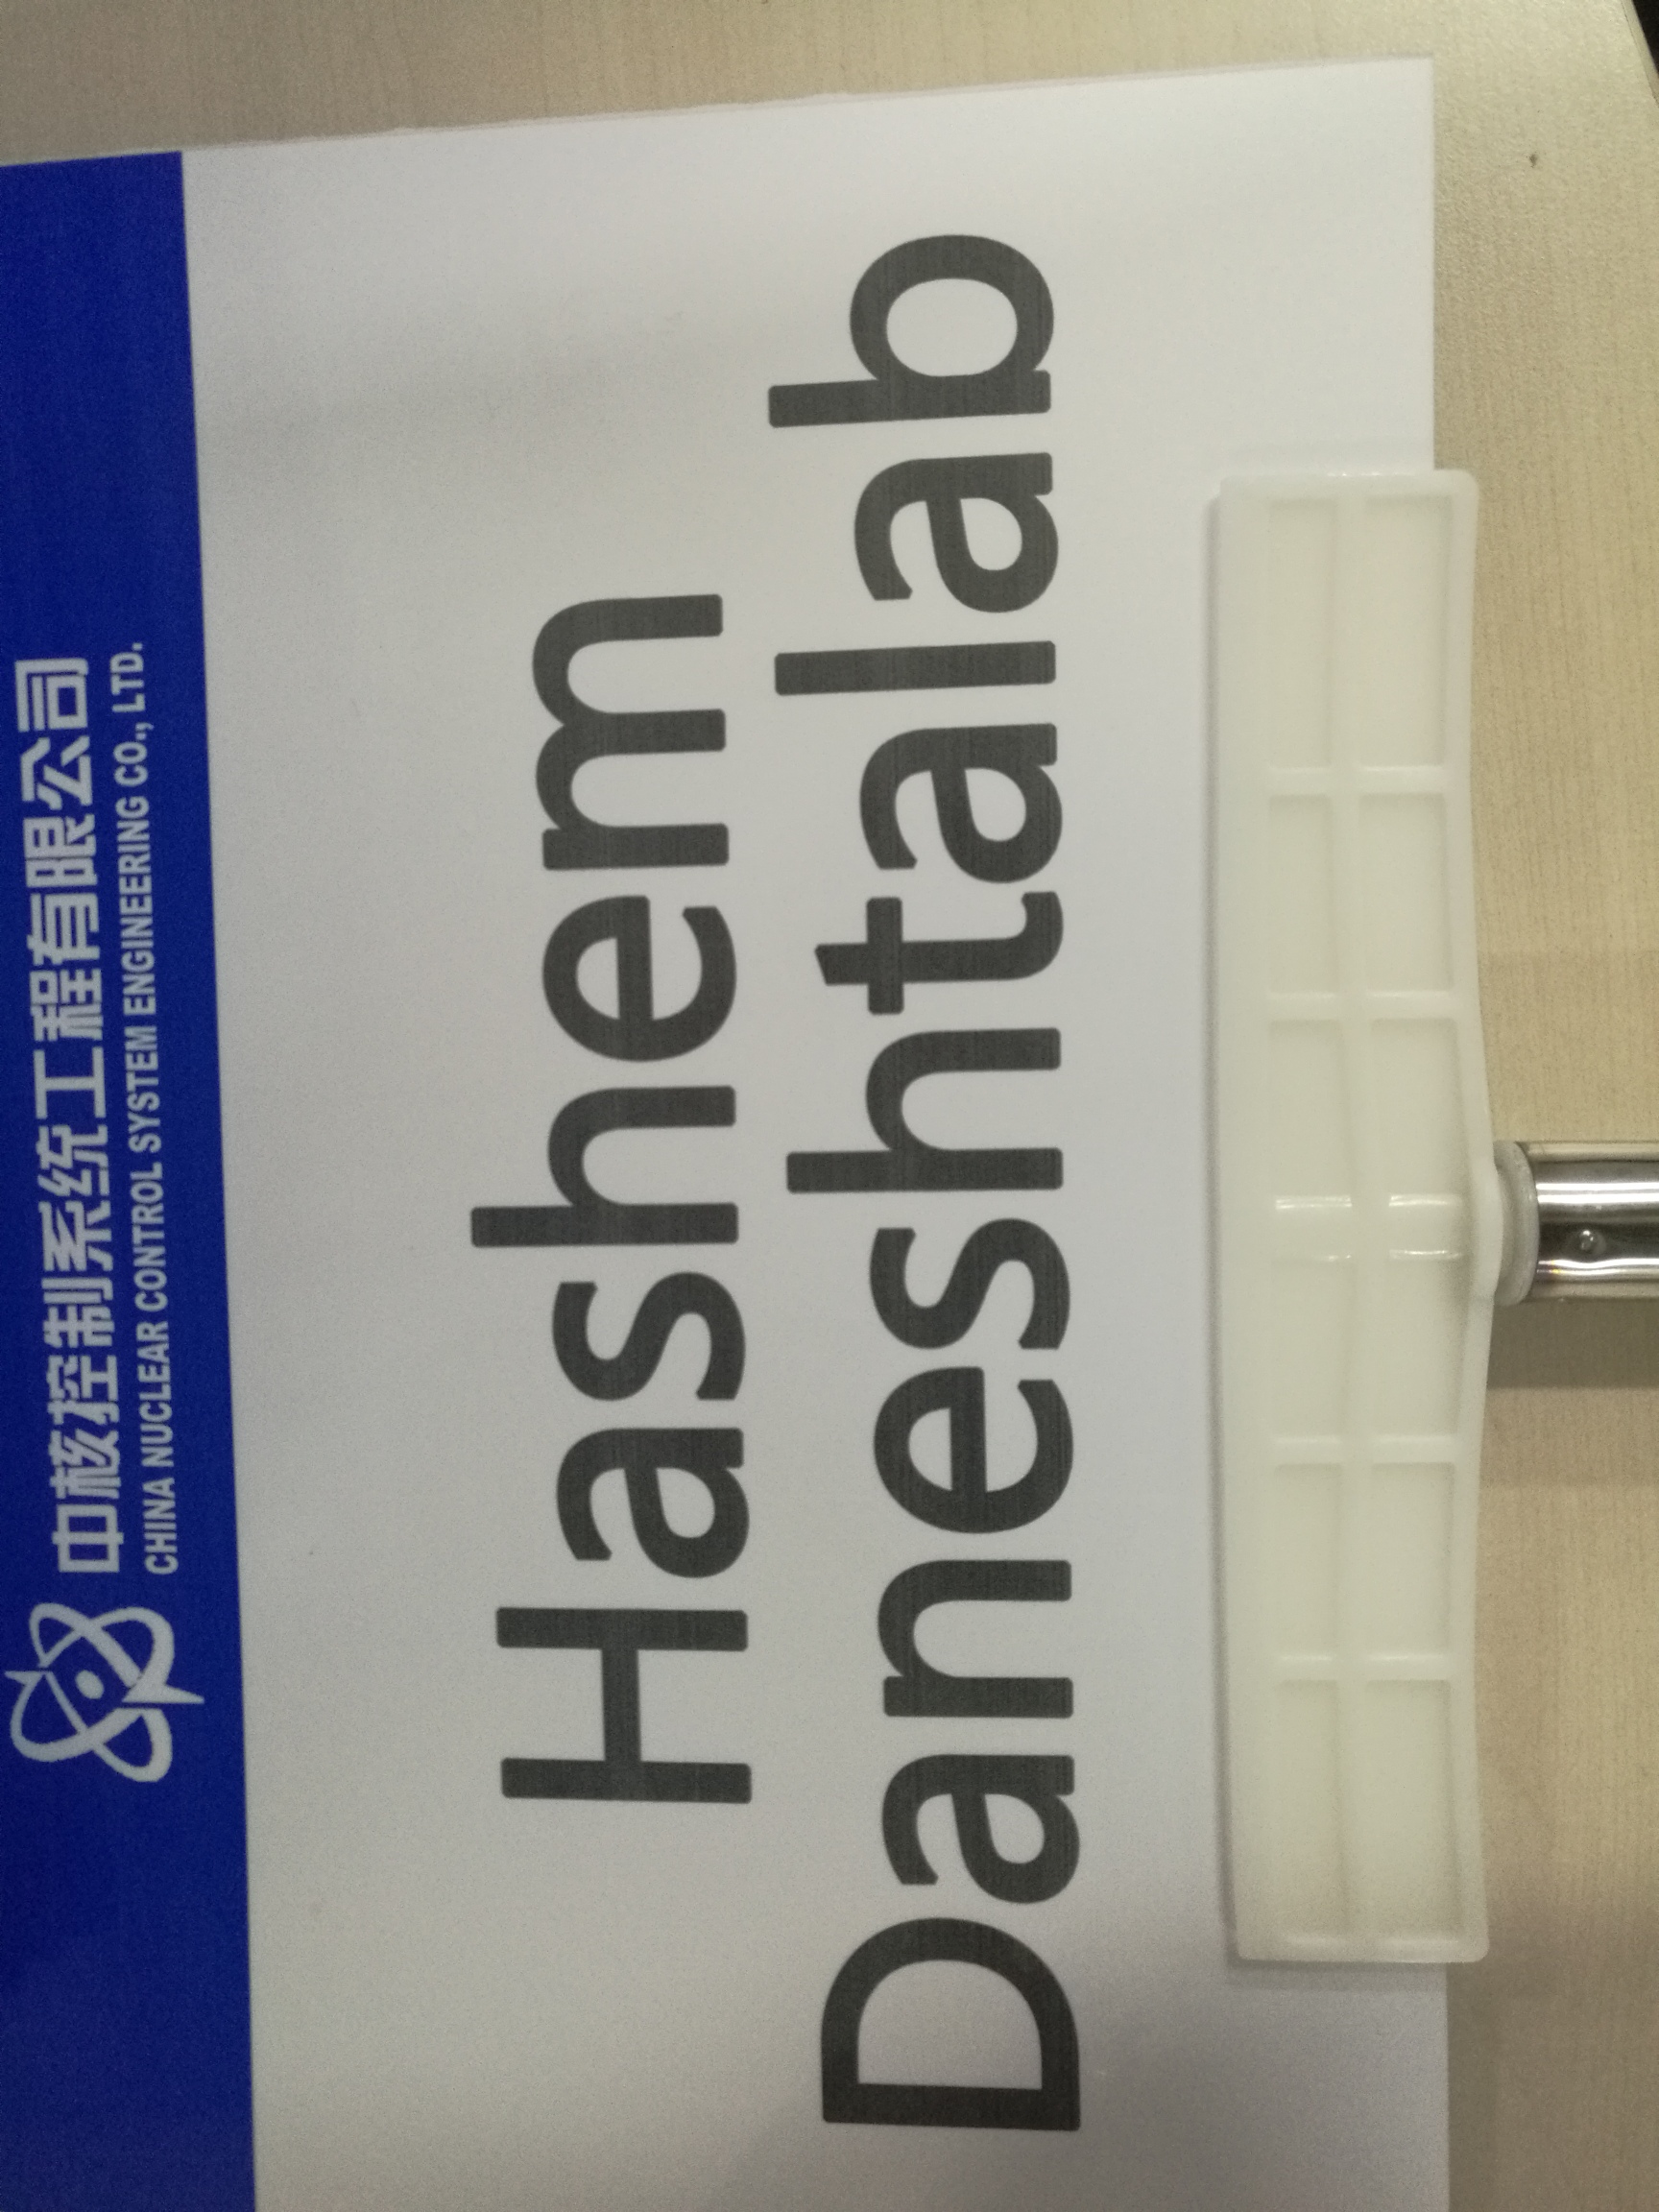 中核控制系统工程有限公司
CHINA NUCLEAR CONTROL SYSTEM ENGINEERING CO., LTD.
Hashem
Daneshtalab